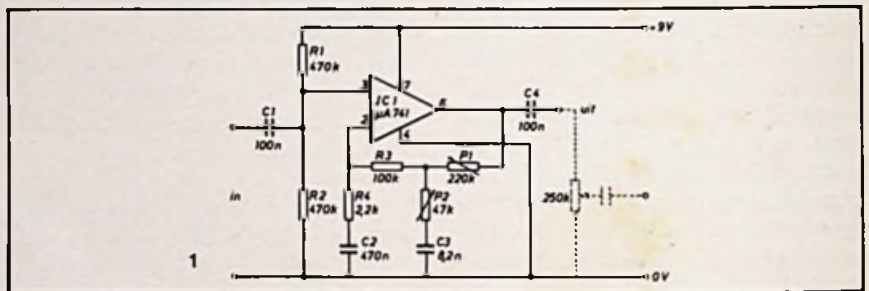 +9V
R1
470k
3
7
IC1
µA741
6
2
4
C4
100n
uit
C1
100n
R3
100k
P1
220k
in
R2
470k
R4
2,2k
P2
47k
250k
C2
470n
C3
8,2n
1
0V